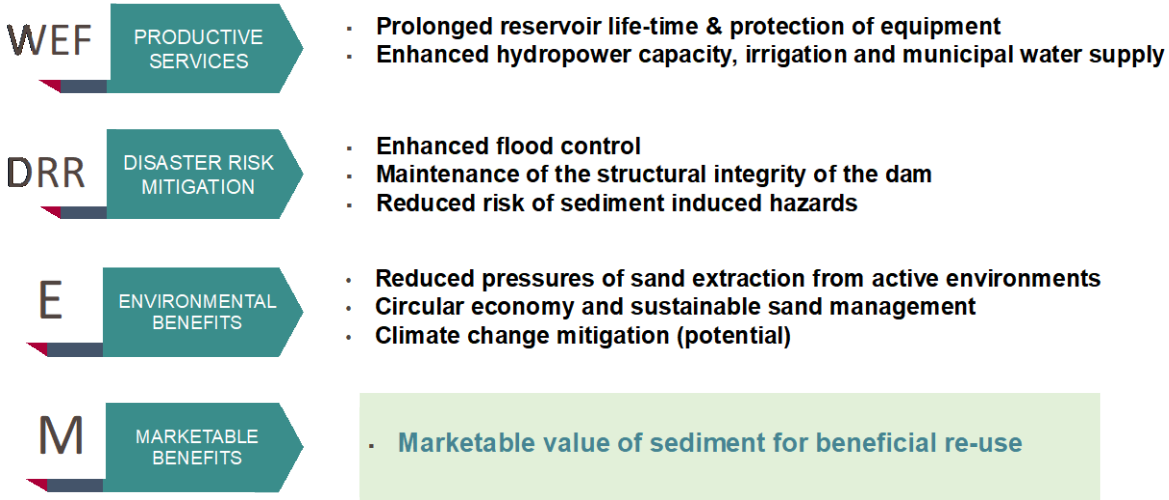 WEF
PRODUCTIVE
SERVICES
· Prolonged reservoir life-time & protection of equipment
· Enhanced hydropower capacity, irrigation and municipal water supply
DRR
DISASTER RISK
MITIGATION
· Enhanced flood control
· Maintenance of the structural integrity of the dam
· Reduced risk of sediment induced hazards
E
ENVIRONMENTAL
BENEFITS
· Reduced pressures of sand extraction from active environments
· Circular economy and sustainable sand management
· Climate change mitigation (potential)
M
MARKETABLE
BENEFITS
· Marketable value of sediment for beneficial re-use